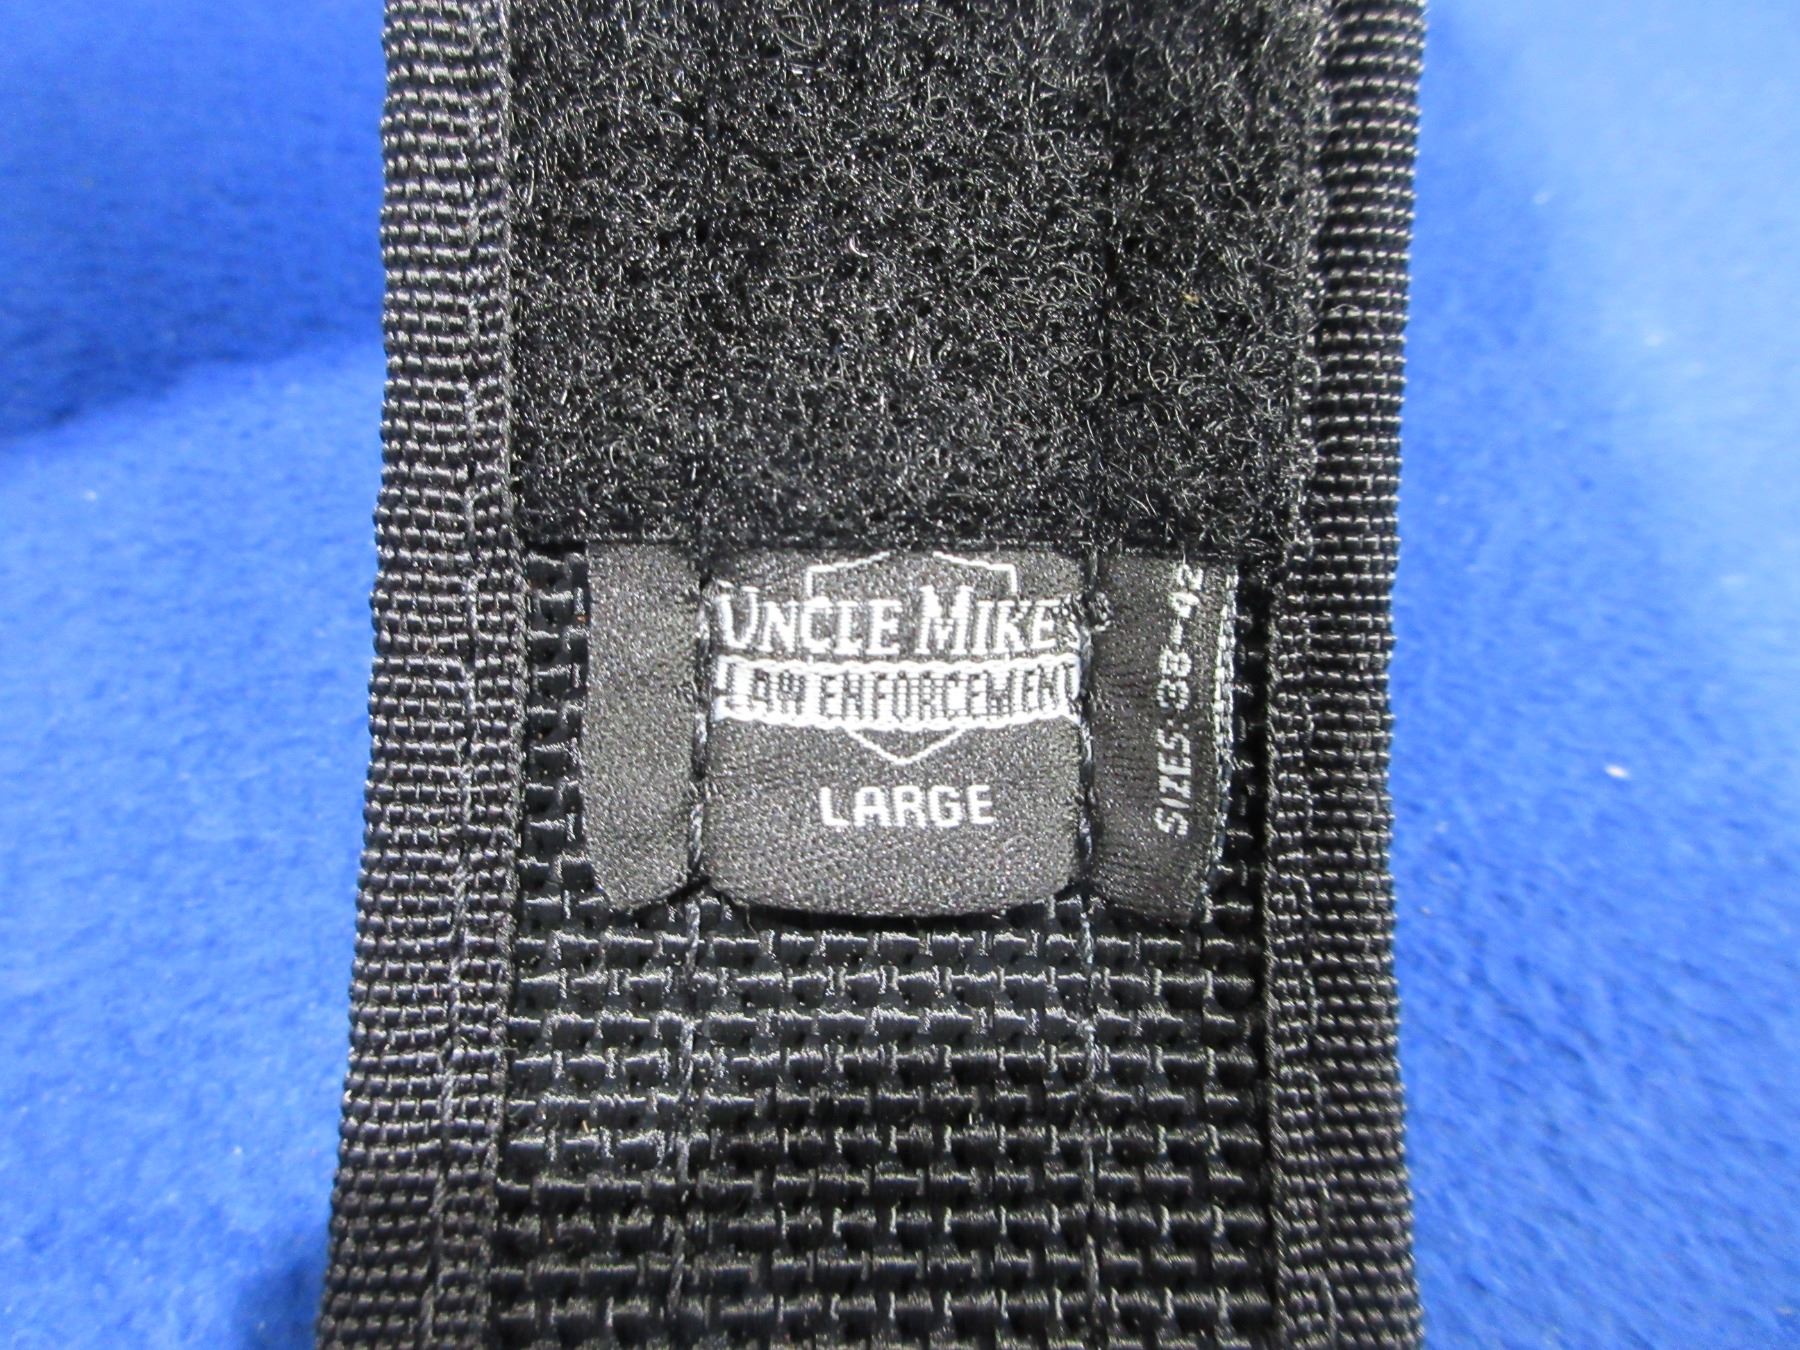 UNCLE MIKE'S
LAW ENFORCEMENT
LARGE
SIZES 38-42